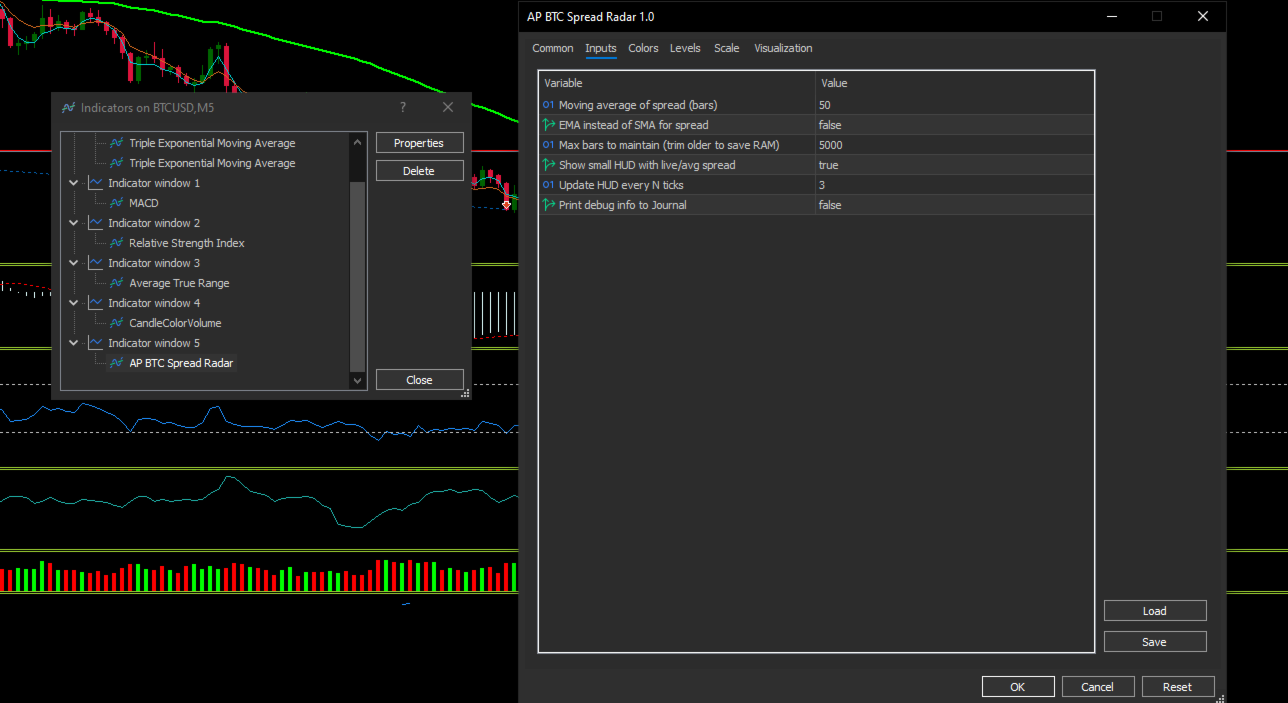 AP BTC Spread Radar 1.0
Common Inputs Colors Levels Scale Visualization
Variable Value
Moving average of spread (bars) 50
EMA instead of SMA for spread false
Max bars to maintain (trim older to save RAM) 5000
Show small HUD with live/avg spread true
Update HUD every N ticks 3
Print debug info to Journal false
Load
Save
OK Cancel Reset
Indicators on BTCUSD,M5
Triple Exponential Moving Average
Triple Exponential Moving Average
Indicator window 1
MACD
Indicator window 2
Relative Strength Index
Indicator window 3
Average True Range
Indicator window 4
CandleColorVolume
Indicator window 5
AP BTC Spread Radar
Properties
Delete
Close